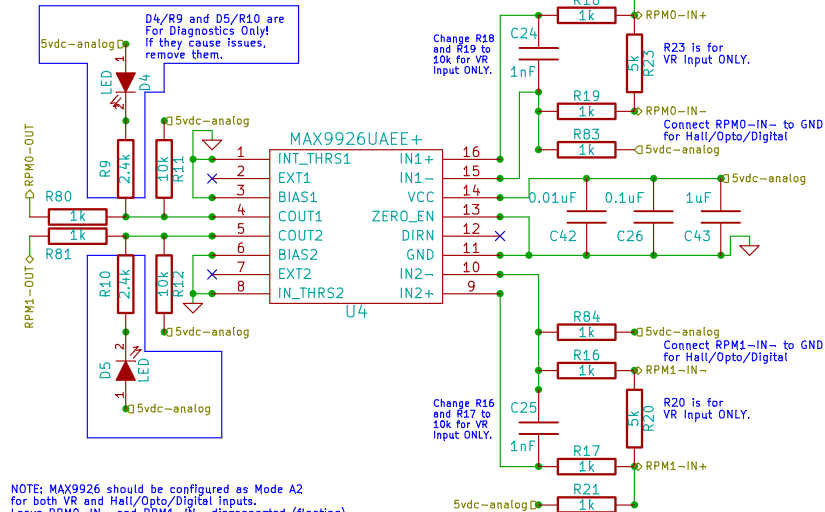 D4/R9 and D5/R10 are
For Diagnostics Only!
if they cause issues,
remove them.
5vdc-analog
1
2
LED
D4
RPM0-OUT
R9
2.4k
10k
R11
5vdc-analog
R80
1k
1k
R81
RPM1-OUT
R10
2.4k
10k
R12
5vdc-analog
2
1
D5
LED
5vdc-analog
MAX9926UAEE+
1 INT_THRS1 IN1+ 16
2 EXT1 IN1- 15
3 BIAS1 VCC 14
4 COUT1 ZERO_EN 13
5 COUT2 DIRN 12
6 BIAS2 GND 11
7 EXT2 IN2- 10
8 IN_THRS2 IN2+ 9
U4
Change R18
and R19 to
10k for VR
Input ONLY.
C24
1nF
1k
RPM0-IN+
5k
R23
R23 is for
VR Input ONLY.
R19
1k
RPM0-IN-
Connect RPM0-IN- to GND
for Hall/Opto/Digital
R83
1k
5vdc-analog
5vdc-analog
0.01uF
0.1uF
1uF
C42
C26
C43
R84
1k
5vdc-analog
Connect RPM1-IN- to GND
for Hall/Opto/Digital
R16
1k
RPM1-IN-
Change R16
and R17 to
10k for VR
Input ONLY.
C25
1nF
5k
R20
R20 is for
VR Input ONLY.
R17
1k
RPM1-IN+
R21
5vdc-analog
1k
NOTE: MAX9926 should be configured as Mode A2
for both VR and Hall/Opto/Digital inputs.